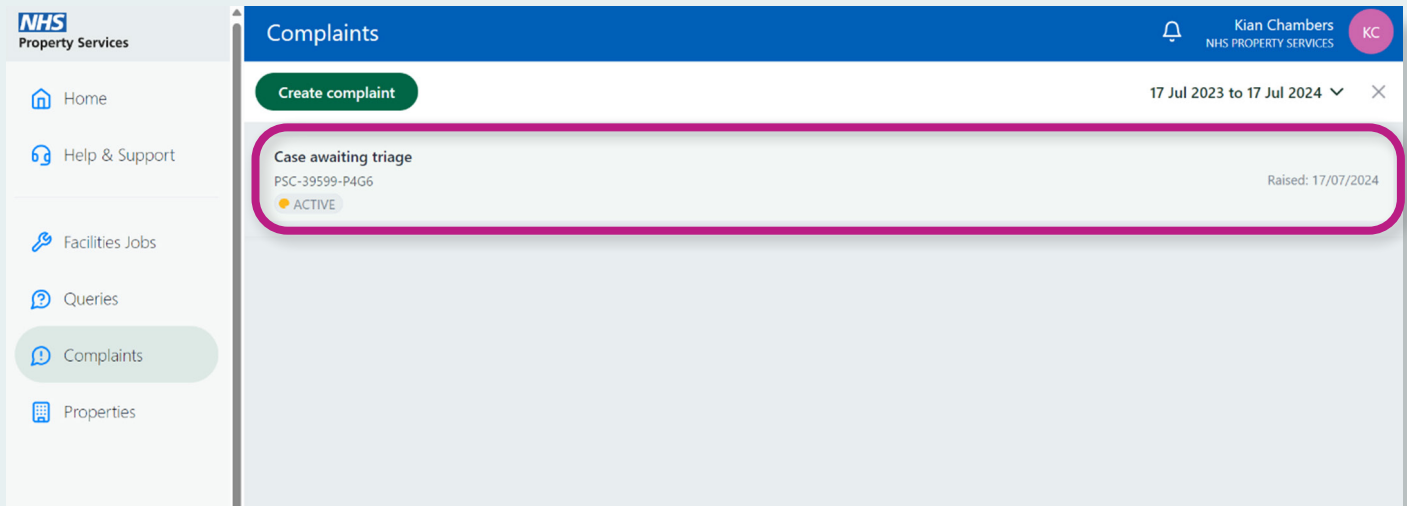 NHS
Property Services
Home
Help & Support
Facilities Jobs
Queries
Complaints
Properties
Complaints
Kian Chambers
NHS PROPERTY SERVICES
KC
Create complaint
17 Jul 2023 to 17 Jul 2024
Case awaiting triage
PSC-39599-P4G6
Raised: 17/07/2024
ACTIVE